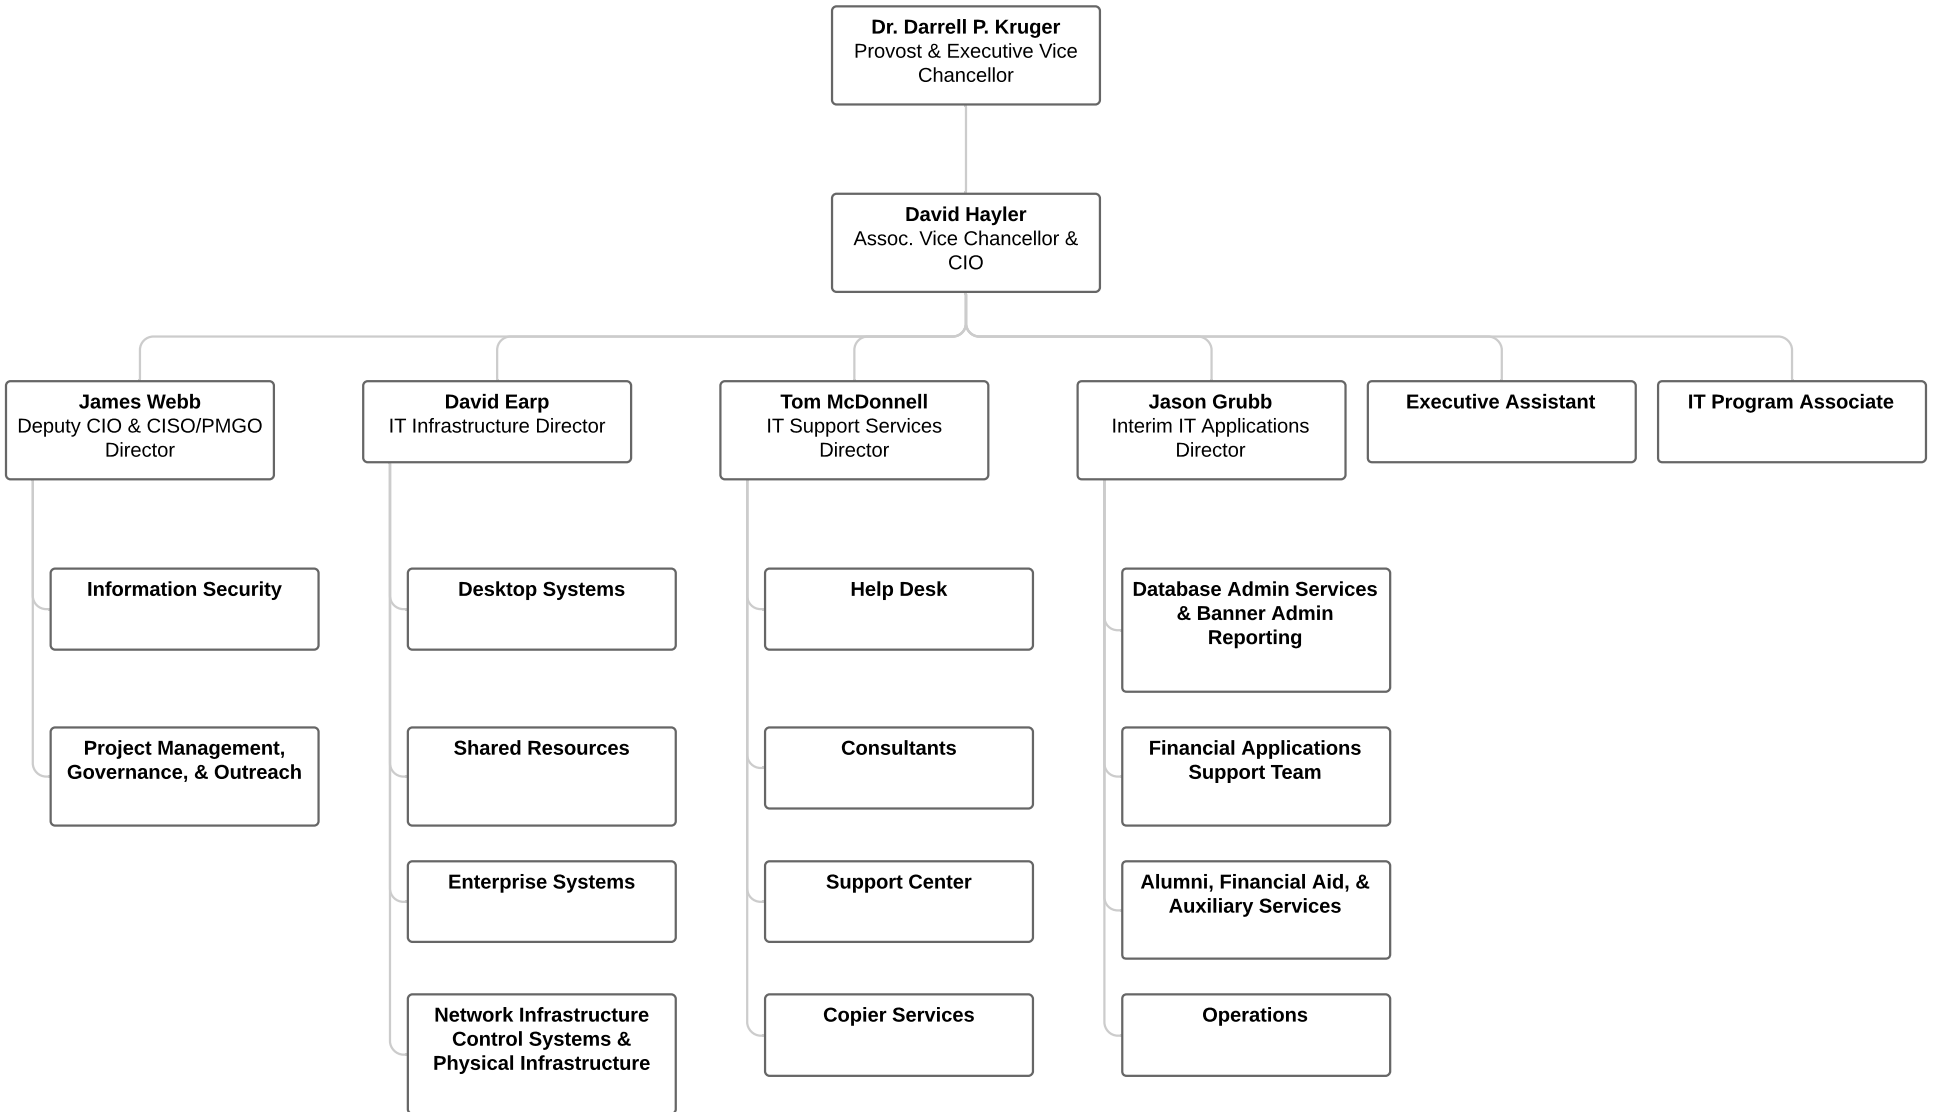 Dr. Darrell P. Kruger
Provost & Executive Vice
Chancellor
David Hayler
Assoc. Vice Chancellor &
CIO
James Webb
Deputy CIO & CISO/PMGO
Director
David Earp
IT Infrastructure Director
Tom McDonnell
IT Support Services
Director
Jason Grubb
Interim IT Applications
Director
Executive Assistant
IT Program Associate
Information Security
Project Management,
Governance, & Outreach
Desktop Systems
Shared Resources
Enterprise Systems
Network Infrastructure
Control Systems &
Physical Infrastructure
Help Desk
Consultants
Support Center
Copier Services
Database Admin Services
& Banner Admin
Reporting
Financial Applications
Support Team
Alumni, Financial Aid, &
Auxiliary Services
Operations